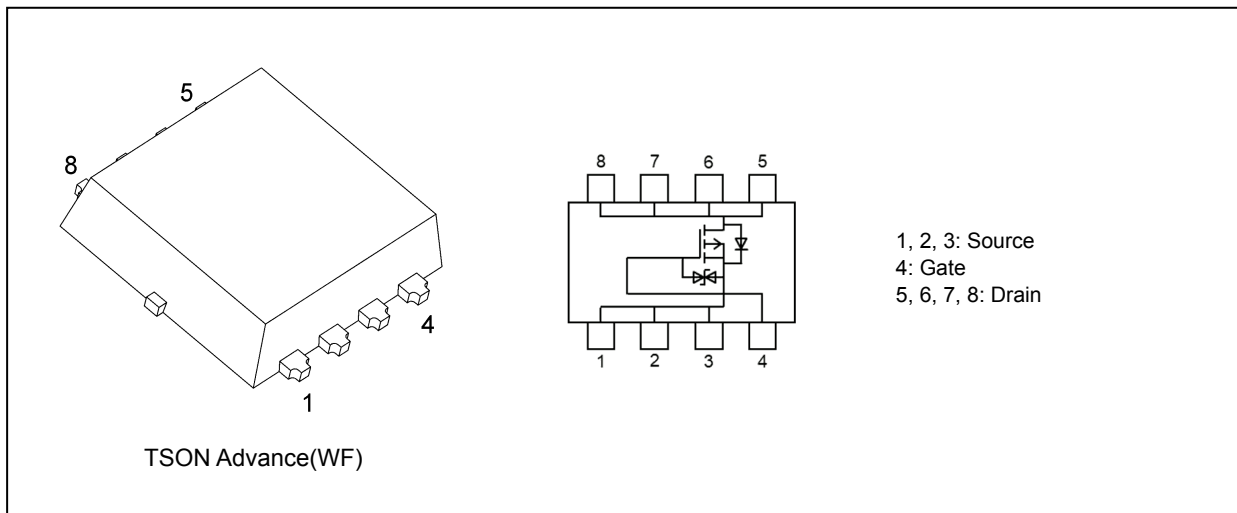 5
8
4
1
TSON Advance(WF)
8 7 6 5
1 2 3 4
1, 2, 3: Source
4: Gate
5, 6, 7, 8: Drain